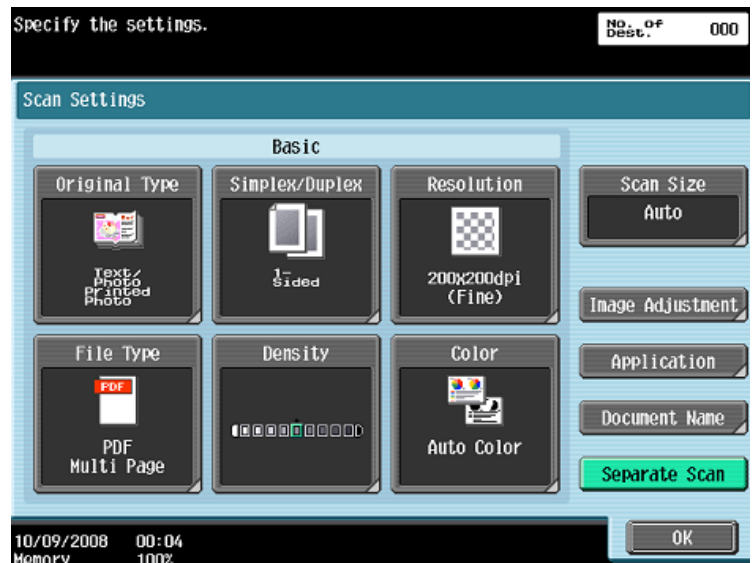 Specify the settings.
No. of
Dest.
000
Scan Settings
Basic
Original Type
Text/
Photo
Printed
Photo
Simplex/Duplex
1-
Sided
Resolution
200X200dpi
(Fine)
Scan Size
Auto
Image Adjustment
File Type
PDF
PDF
Multi Page
Density
Color
Auto Color
Application
Document Name
Separate Scan
10/09/2008 00:04
Memory 100%
OK